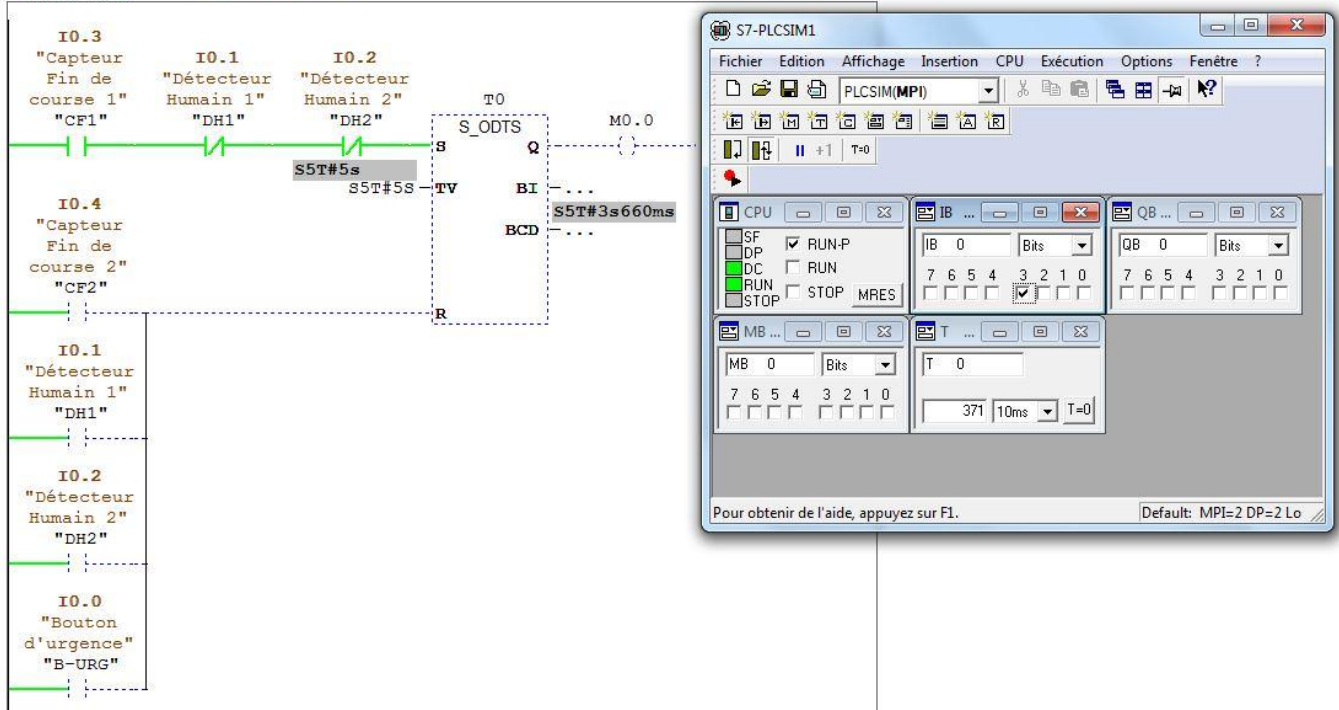 I0.3
"Capteur
Fin de
course 1"
"CF1"
I0.1
"Détecteur
Humain 1"
"DH1"
I0.2
"Détecteur
Humain 2"
"DH2"
T0
S_ODTS
S
Q
M0.0
S5T#5s
S5T#5S
TV
BI
...
S5T#3s660ms
BCD
...
R
I0.4
"Capteur
Fin de
course 2"
"CF2"
I0.1
"Détecteur
Humain 1"
"DH1"
I0.2
"Détecteur
Humain 2"
"DH2"
I0.0
"Bouton
d'urgence"
"B-URG"
S7-PLCSIM1
Fichier Edition Affichage Insertion CPU Exécution Options Fenêtre ?
PLCSIM(MPI)
+1 T=0
CPU
SF
DP
DC
RUN
STOP
RUN-P
RUN
STOP
MRES
IB ...
IB 0 Bits
7 6 5 4 3 2 1 0
QB ...
QB 0 Bits
7 6 5 4 3 2 1 0
MB ...
MB 0 Bits
7 6 5 4 3 2 1 0
T ...
T 0
371 10ms T=0
Pour obtenir de l'aide, appuyez sur F1.
Default: MPI=2 DP=2 Lo